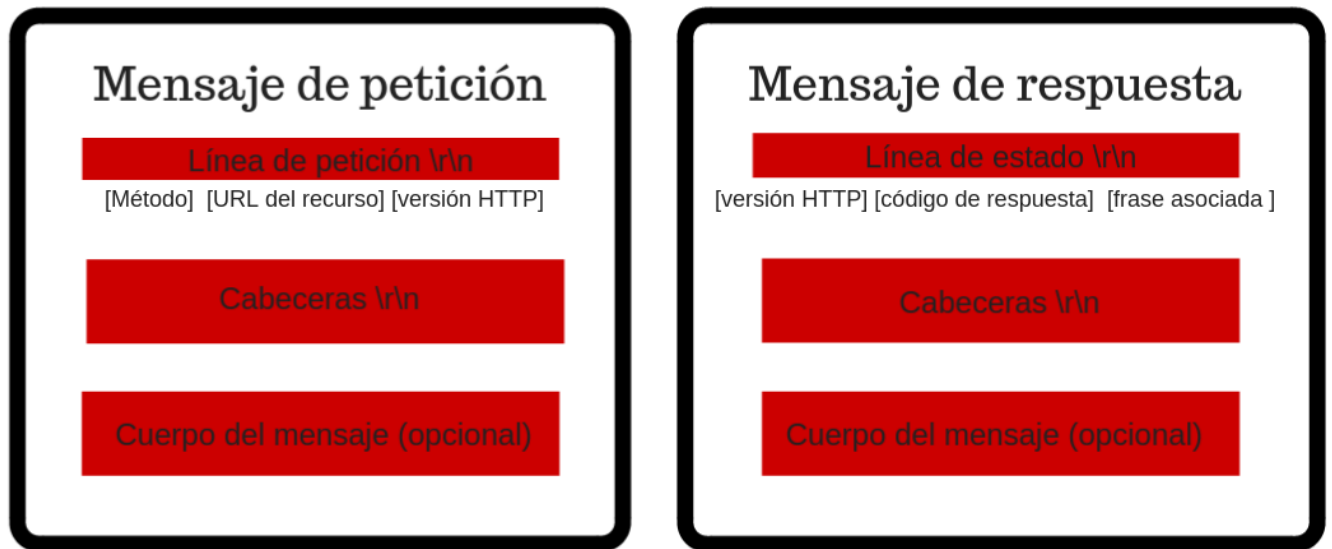 Mensaje de petición
Línea de petición \r\n
[Método] [URL del recurso] [versión HTTP]
Cabeceras \r\n
Cuerpo del mensaje (opcional)
Mensaje de respuesta
Línea de estado \r\n
[versión HTTP] [código de respuesta] [frase asociada ]
Cabeceras \r\n
Cuerpo del mensaje (opcional)